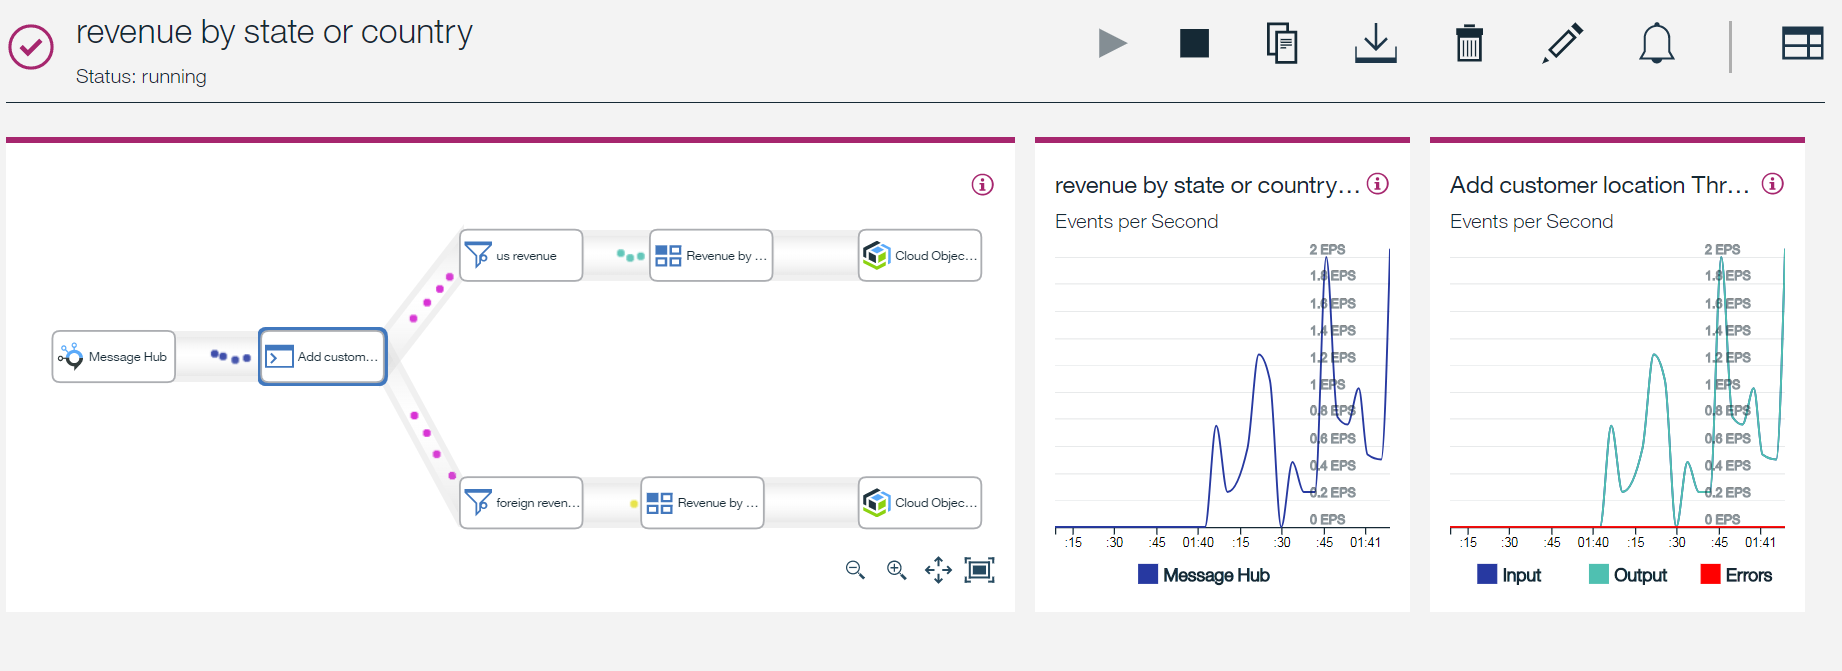 revenue by state or country
Status: running
us revenue
Revenue by ...
Cloud Objec...
Message Hub
Add custom...
foreign reven...
Revenue by ...
Cloud Objec...
revenue by state or country...
Events per Second
2 EPS
1.8 EPS
1.6 EPS
1.4 EPS
1.2 EPS
1 EPS
0.8 EPS
0.6 EPS
0.4 EPS
0.2 EPS
0 EPS
:15 :30 :45 01:40 :15 :30 :45 01:41
Message Hub
Add customer location Thr...
Events per Second
2 EPS
1.8 EPS
1.6 EPS
1.4 EPS
1.2 EPS
1 EPS
0.8 EPS
0.6 EPS
0.4 EPS
0.2 EPS
0 EPS
:15 :30 :45 01:40 :15 :30 :45 01:41
Input Output Errors